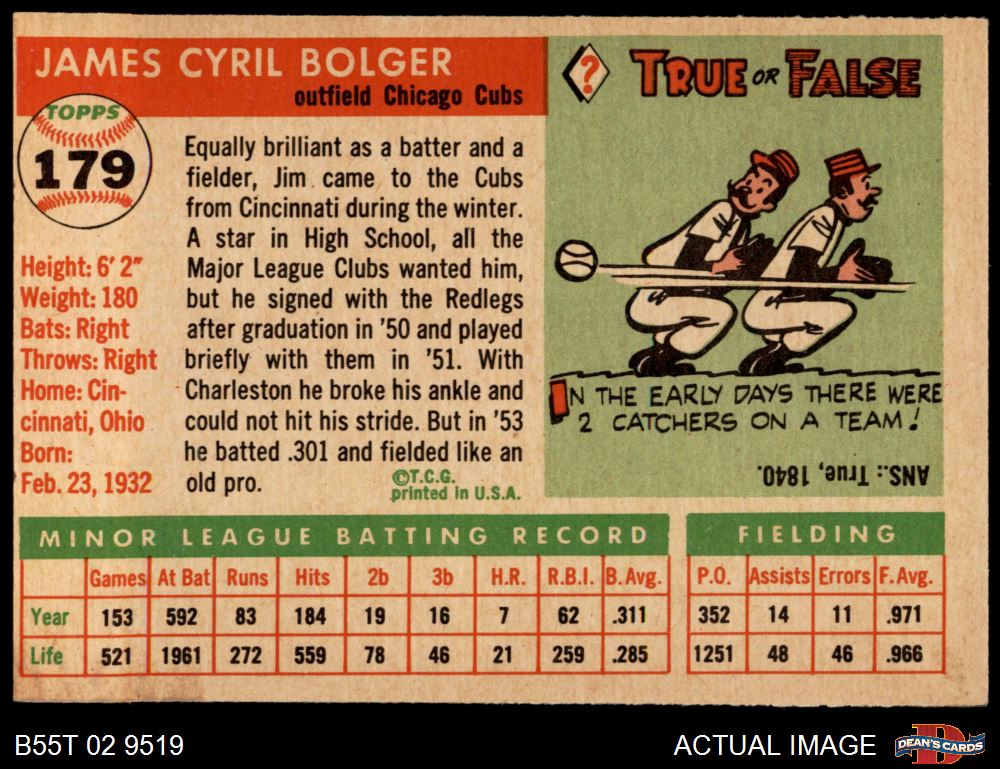 JAMES CYRIL BOLGER
outfield Chicago Cubs
TOPPS
179
Height: 6' 2"
Weight: 180
Bats: Right
Throws: Right
Home: Cin-
cinnati, Ohio
Born:
Feb. 23, 1932
Equally brilliant as a batter and a
fielder, Jim came to the Cubs
from Cincinnati during the winter.
A star in High School, all the
Major League Clubs wanted him,
but he signed with the Redlegs
after graduation in '50 and played
briefly with them in '51. With
Charleston he broke his ankle and
could not hit his stride. But in '53
he batted .301 and fielded like an
old pro.
©T.C.G.
printed in U.S.A.
?
TRUE OR FALSE
IN THE EARLY DAYS THERE WERE
2 CATCHERS ON A TEAM!
ANS.: True, 1840.
MINOR LEAGUE BATTING RECORD
Games At Bat Runs Hits 2b 3b H.R. R.B.I. B.Avg.
Year 153 592 83 184 19 16 7 62 .311
Life 521 1961 272 559 78 46 21 259 .285
FIELDING
P.O. Assists Errors F.Avg.
352 14 11 .971
1251 48 46 .966
B55T 02 9519
ACTUAL IMAGE
D
DEAN'S CARDS